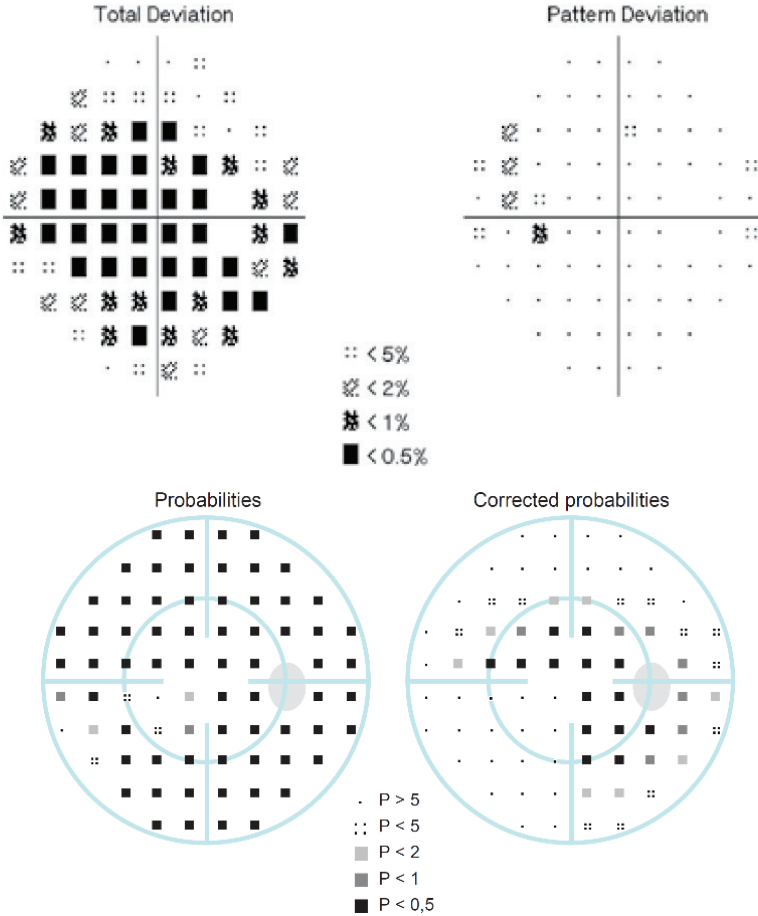 Total Deviation
Pattern Deviation
< 5%
< 2%
< 1%
< 0.5%
Probabilities
Corrected probabilities
P > 5
P < 5
P < 2
P < 1
P < 0,5